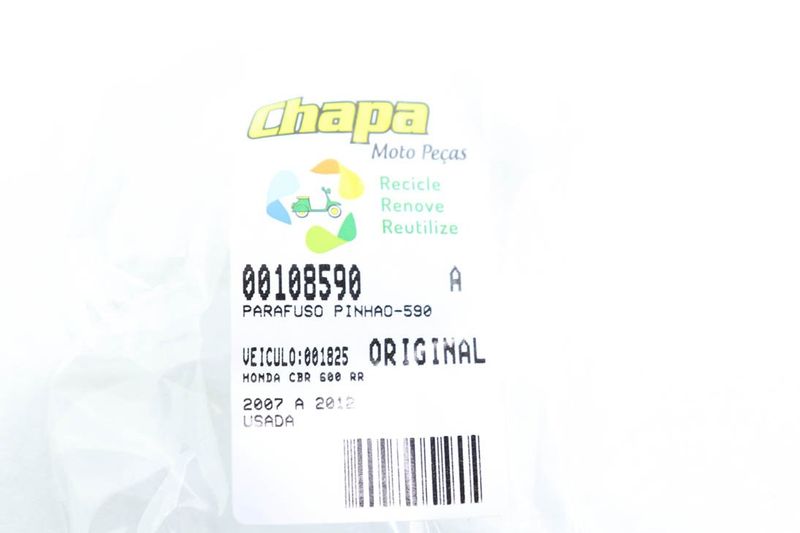 Chapa
Moto Peças
Recicle
Renove
Reutilize
00108590 A
PARAFUSO PINHAO-590
VEICULO:001825 ORIGINAL
HONDA CBR 600 RR
2007 A 2012
USADA